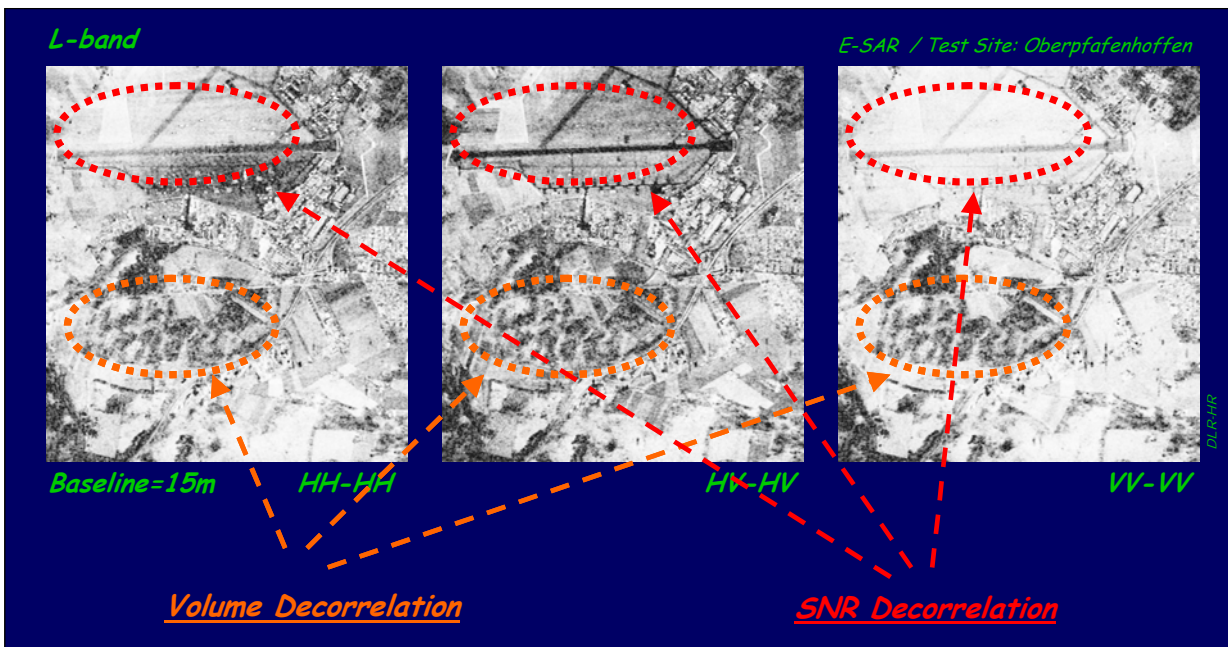 L-band
E-SAR / Test Site: Oberpfafenhoffen
DLR-HR
Baseline=15m
HH-HH
HV-HV
VV-VV
Volume Decorrelation
SNR Decorrelation